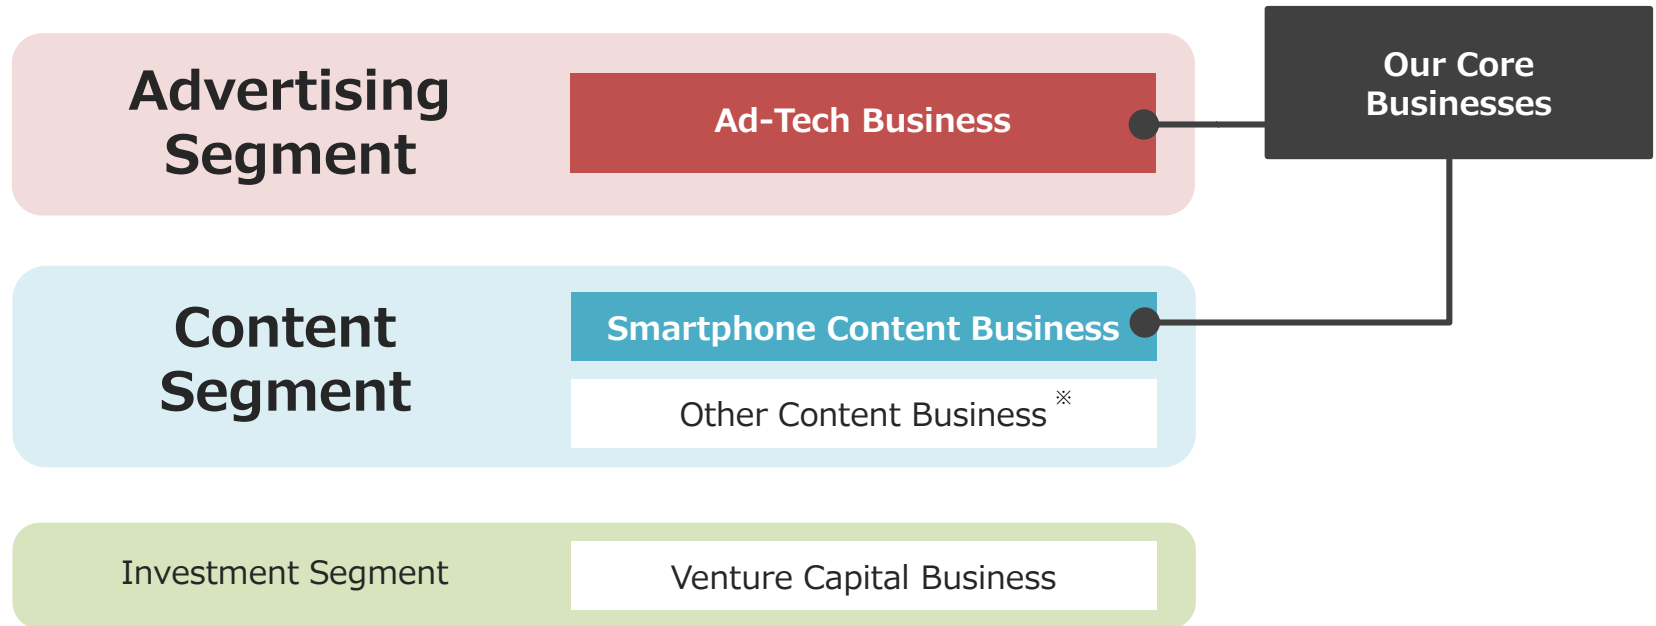 Advertising
Segment
Ad-Tech Business
Our Core
Businesses
Content
Segment
Smartphone Content Business
Other Content Business ※
Investment Segment
Venture Capital Business